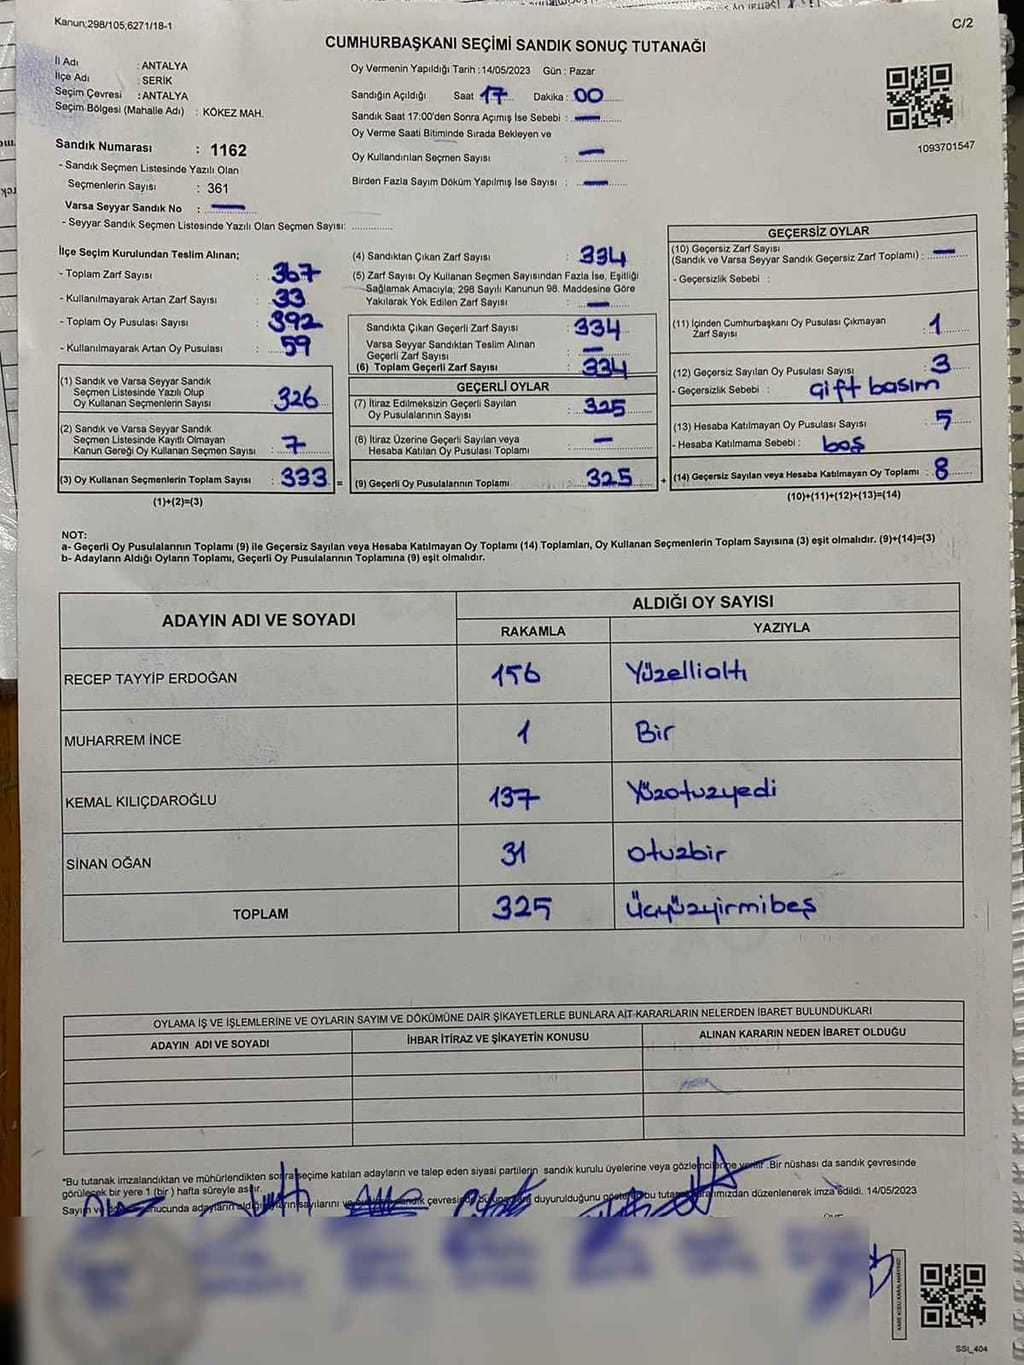 Kanun;298/105,6271/18-1
C/2
CUMHURBAŞKANI SEÇİMİ SANDIK SONUÇ TUTANAĞI
İl Adı : ANTALYA
İlçe Adı : SERİK
Seçim Çevresi : ANTALYA
Seçim Bölgesi (Mahalle Adı) : KÖKEZ MAH.
Oy Vermenin Yapıldığı Tarih :14/05/2023 Gün : Pazar
Sandığın Açıldığı Saat 17 Dakika : 00
Sandık Saat 17:00'den Sonra Açımış İse Sebebi : —
Oy Verme Saati Bitiminde Sırada Bekleyen ve
Oy Kullandırılan Seçmen Sayısı : —
Birden Fazla Sayım Döküm Yapılmış İse Sayısı : —
1093701547
Sandık Numarası : 1162
- Sandık Seçmen Listesinde Yazılı Olan
Seçmenlerin Sayısı : 361
Varsa Seyyar Sandık No : —
- Seyyar Sandık Seçmen Listesinde Yazılı Olan Seçmen Sayısı: ..............
İlçe Seçim Kurulundan Teslim Alınan;
- Toplam Zarf Sayısı : 367
- Kullanılmayarak Artan Zarf Sayısı : 33
- Toplam Oy Pusulası Sayısı : 392
- Kullanılmayarak Artan Oy Pusulası : 59
(1) Sandık ve Varsa Seyyar Sandık
Seçmen Listesinde Yazılı Olup
Oy Kullanan Seçmenlerin Sayısı : 326
(2) Sandık ve Varsa Seyyar Sandık
Seçmen Listesinde Kayıtlı Olmayan
Kanun Gereği Oy Kullanan Seçmen Sayısı : 7
(3) Oy Kullanan Seçmenlerin Toplam Sayısı : 333 =
(1)+(2)=(3)
(4) Sandıktan Çıkan Zarf Sayısı : 334
(5) Zarf Sayısı Oy Kullanan Seçmen Sayısından Fazla İse, Eşitliği
Sağlamak Amacıyla; 298 Sayılı Kanunun 98. Maddesine Göre
Yakılarak Yok Edilen Zarf Sayısı : —
Sandıkta Çıkan Geçerli Zarf Sayısı : 334
Varsa Seyyar Sandıktan Teslim Alınan
Geçerli Zarf Sayısı : —
(6) Toplam Geçerli Zarf Sayısı : 334
GEÇERLİ OYLAR
(7) İtiraz Edilmeksizin Geçerli Sayılan
Oy Pusulalarının Sayısı : 325
(8) İtiraz Üzerine Geçerli Sayılan veya
Hesaba Katılan Oy Pusulası Toplamı : —
(9) Geçerli Oy Pusulalarının Toplamı : 325 +
GEÇERSİZ OYLAR
(10) Geçersiz Zarf Sayısı
(Sandık ve Varsa Seyyar Sandık Geçersiz Zarf Toplamı) : —
- Geçersizlik Sebebi :
(11) İçinden Cumhurbaşkanı Oy Pusulası Çıkmayan
Zarf Sayısı : 1
(12) Geçersiz Sayılan Oy Pusulası Sayısı : 3
- Geçersizlik Sebebi : Çift basım
(13) Hesaba Katılmayan Oy Pusulası Sayısı : 5
- Hesaba Katılmama Sebebi : boş
(14) Geçersiz Sayılan veya Hesaba Katılmayan Oy Toplamı : 8
(10)+(11)+(12)+(13)=(14)
NOT:
a- Geçerli Oy Pusulalarının Toplamı (9) ile Geçersiz Sayılan veya Hesaba Katılmayan Oy Toplamı (14) Toplamları, Oy Kullanan Seçmenlerin Toplam Sayısına (3) eşit olmalıdır. (9)+(14)=(3)
b- Adayların Aldığı Oyların Toplamı, Geçerli Oy Pusulalarının Toplamına (9) eşit olmalıdır.
ADAYIN ADI VE SOYADI
ALDIĞI OY SAYISI
RAKAMLA YAZIYLA
RECEP TAYYİP ERDOĞAN 156 Yüzellialtı
MUHARREM İNCE 1 Bir
KEMAL KILIÇDAROĞLU 137 Yüzotuzyedi
SİNAN OĞAN 31 otuzbir
TOPLAM 325 üçyüzyirmibeş
OYLAMA İŞ VE İŞLEMLERİNE VE OYLARIN SAYIM VE DÖKÜMÜNE DAİR ŞİKAYETLERLE BUNLARA AİT KARARLARIN NELERDEN İBARET BULUNDUKLARI
ADAYIN ADI VE SOYADI İHBAR İTİRAZ VE ŞİKAYETİN KONUSU ALINAN KARARIN NEDEN İBARET OLDUĞU
*Bu tutanak imzalandıktan ve mühürlendikten sonra seçime katılan adayların ve talep eden siyasi partilerin sandık kurulu üyelerine veya gözlemcilerine verilir .Bir nüshası da sandık çevresinde
görülecek bir yere 1 (bir ) hafta süreyle asılır.
Sayım ve sonucunda adayların sayılarını sandık çevresinde duyurulduğunu bu düzenlenerek imza edildi. 14/05/2023
SSI_404